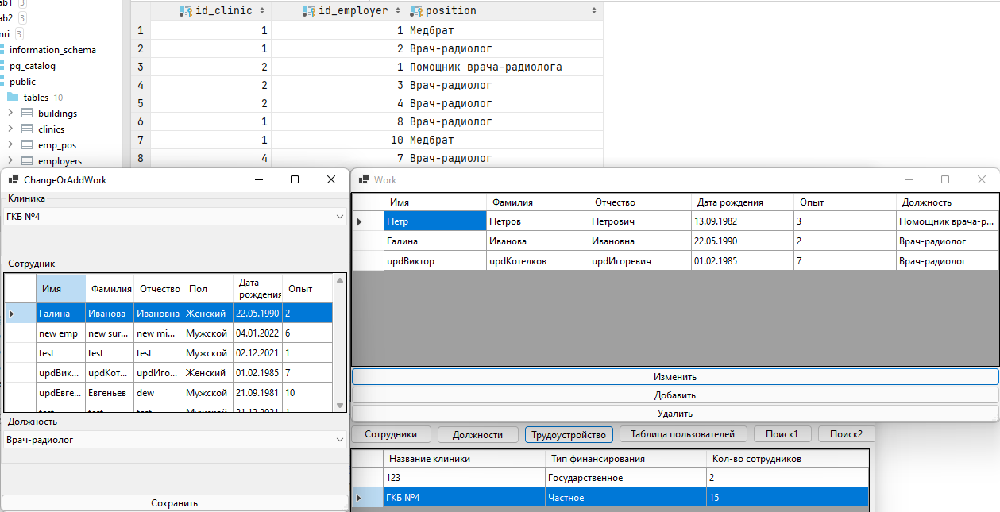 ab1 3
ab2 3
mri 3
information_schema
pg_catalog
public
tables 10
buildings
clinics
emp_pos
employers
id_clinic id_employer position
1 1 1 Медбрат
2 1 2 Врач-радиолог
3 2 1 Помощник врача-радиолога
4 2 3 Врач-радиолог
5 2 4 Врач-радиолог
6 1 8 Врач-радиолог
7 1 10 Медбрат
8 4 7 Врач-радиолог
ChangeOrAddWork
Клиника
ГКБ №4
Сотрудник
Имя Фамилия Отчество Пол Дата рождения Опыт
Галина Иванова Ивановна Женский 22.05.1990 2
new emp new sur... new mi... Мужской 04.01.2022 6
test test test Мужской 02.12.2021 1
updВик... updКот... updИго... Женский 01.02.1985 7
updЕвге... Евгеньев dew Мужской 21.09.1981 10
test test test Мужской 21.12.2021 1
Должность
Врач-радиолог
Сохранить
Work
Имя Фамилия Отчество Дата рождения Опыт Должность
Петр Петров Петрович 13.09.1982 3 Помощник врача-р...
Галина Иванова Ивановна 22.05.1990 2 Врач-радиолог
updВиктор updКотелков updИгоревич 01.02.1985 7 Врач-радиолог
Изменить
Добавить
Удалить
Сотрудники Должности Трудоустройство Таблица пользователей Поиск1 Поиск2
Название клиники Тип финансирования Кол-во сотрудников
123 Государственное 2
ГКБ №4 Частное 15